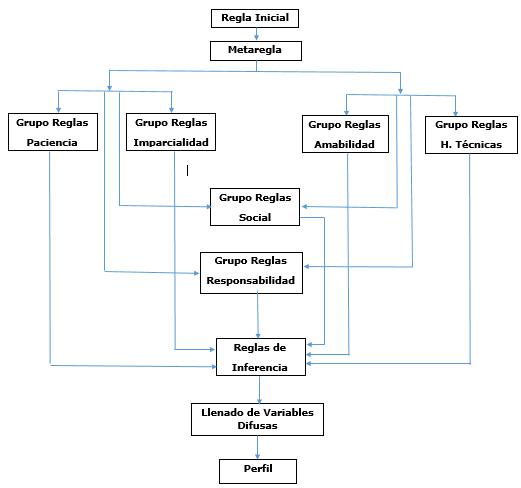 Regla Inicial
Metaregla
Grupo Reglas
Paciencia
Grupo Reglas
Imparcialidad
Grupo Reglas
Amabilidad
Grupo Reglas
H. Técnicas
Grupo Reglas
Social
Grupo Reglas
Responsabilidad
Reglas de
Inferencia
Llenado de Variables
Difusas
Perfil